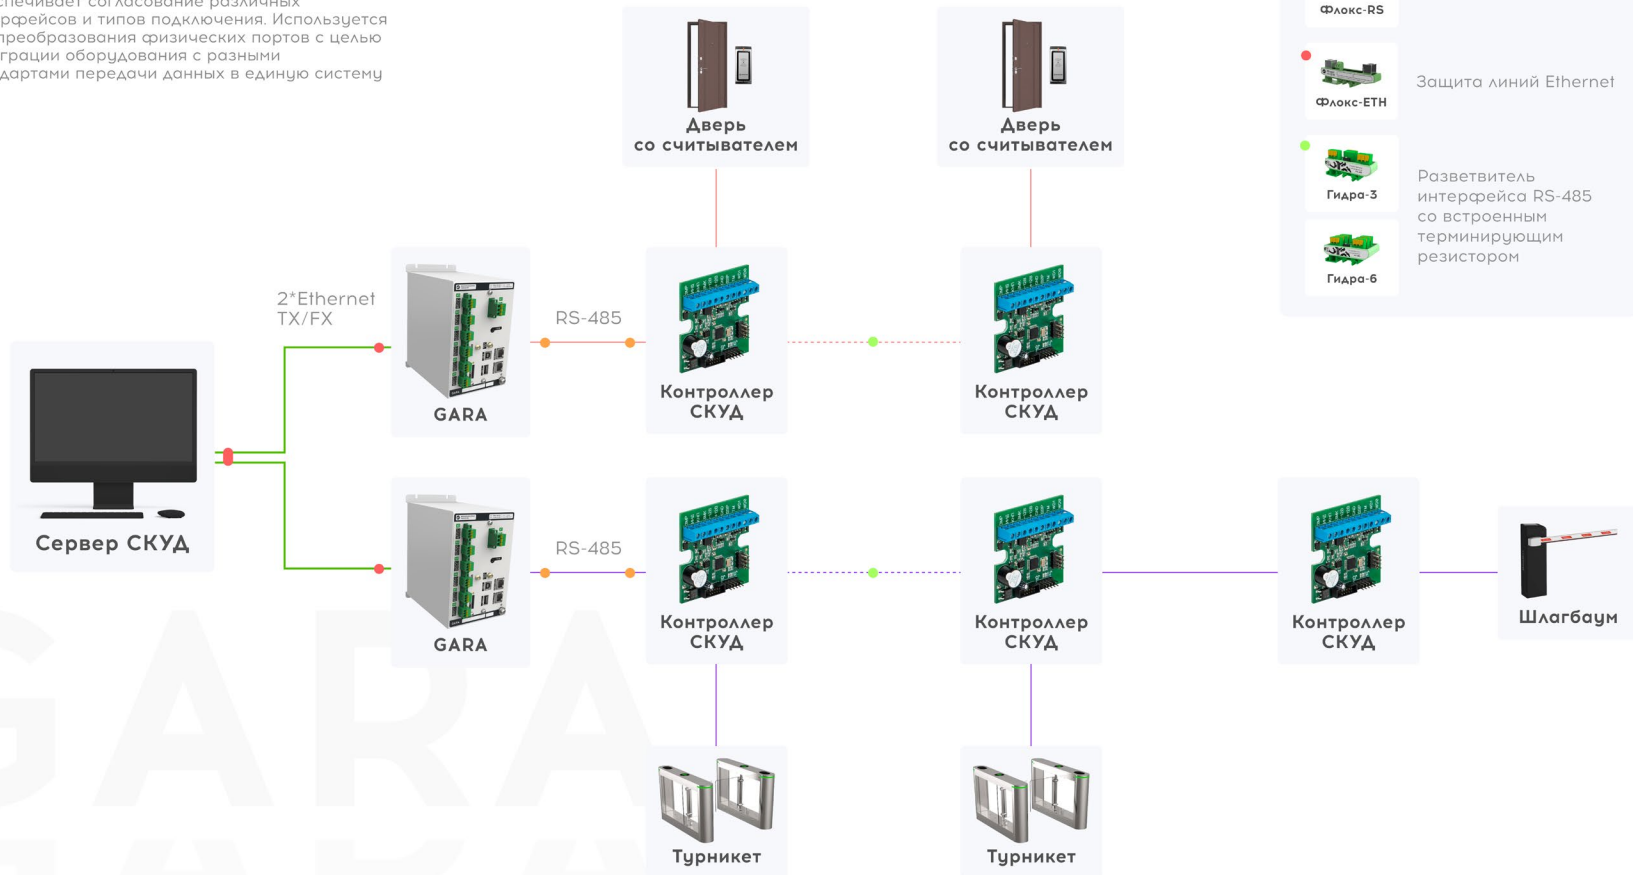 согласование различных
и типов подключения. Используется
преобразования физических портов с целью
оборудования с разными
передачи данных в единую систему
Флокс-RS
Флокс-ETH
Защита линий Ethernet
Гидра-3
Гидра-6
Разветвитель
интерфейса RS-485
со встроенным
терминирующим
резистором
Дверь
со считывателем
Дверь
со считывателем
2*Ethernet
TX/FX
GARA
RS-485
Контроллер
СКУД
Контроллер
СКУД
Сервер СКУД
GARA
RS-485
Контроллер
СКУД
Контроллер
СКУД
Контроллер
СКУД
Шлагбаум
Турникет
Турникет
GARA